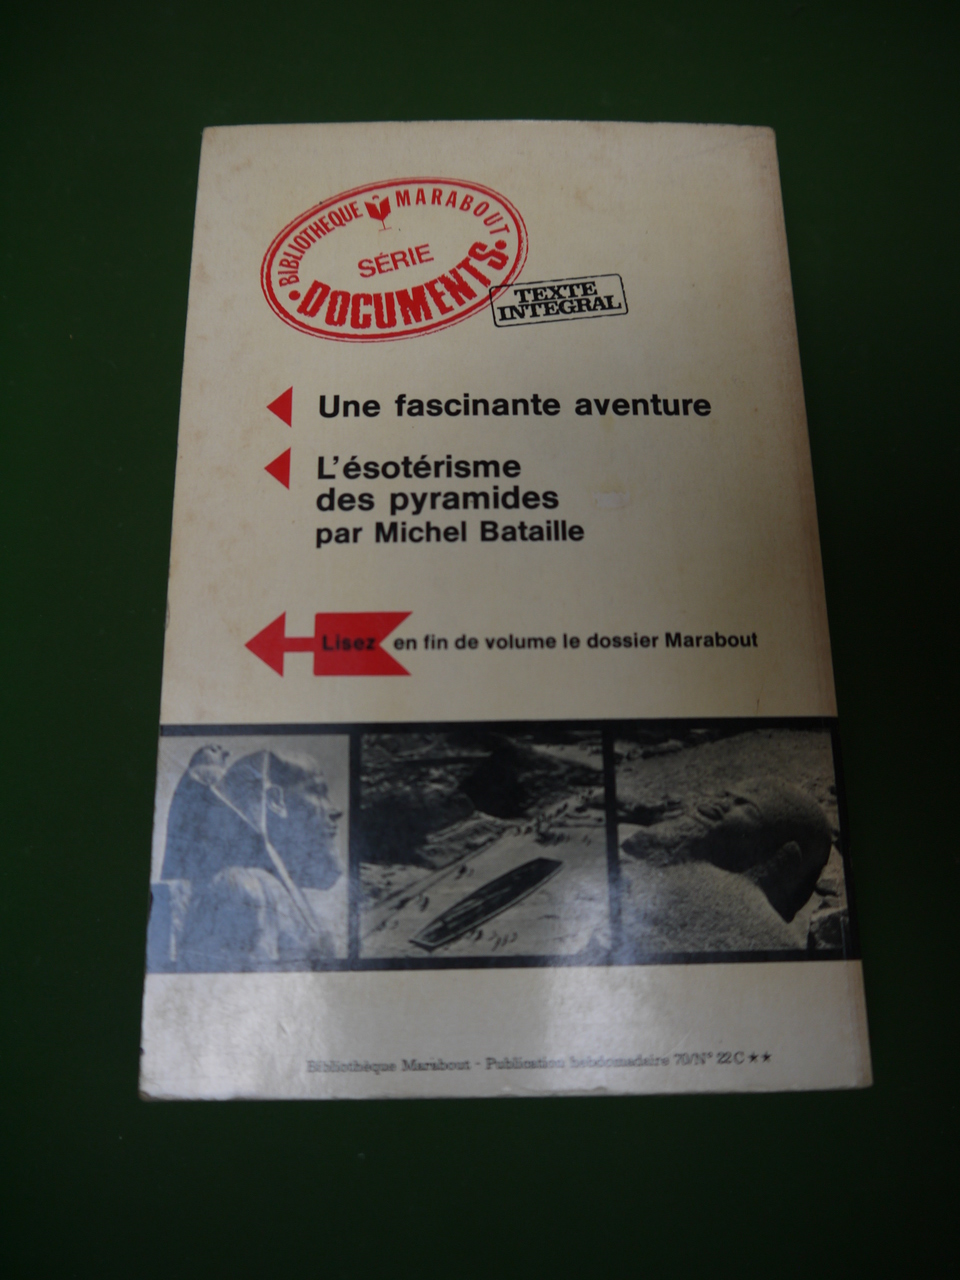 BIBLIOTHEQUE MARABOUT
SÉRIE
DOCUMENTS
TEXTE
INTEGRAL
Une fascinante aventure
L'ésotérisme
des pyramides
par Michel Bataille
Lisez en fin de volume le dossier Marabout
Bibliothèque Marabout - Publication hebdomadaire 70/N° 22 C★★